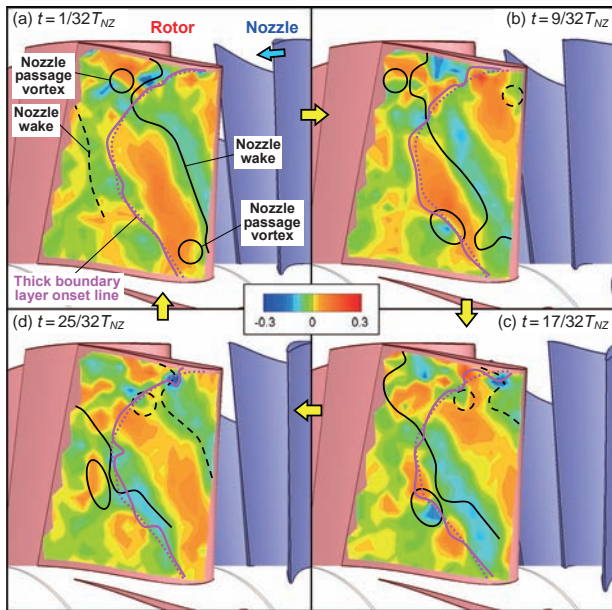 (a) t = 1/32T_NZ
Rotor
Nozzle
(b) t = 9/32T_NZ
Nozzle
passage
vortex
Nozzle
wake
Nozzle
wake
Nozzle
passage
vortex
Thick boundary
layer onset line
-0.3
0
0.3
(d) t = 25/32T_NZ
(c) t = 17/32T_NZ